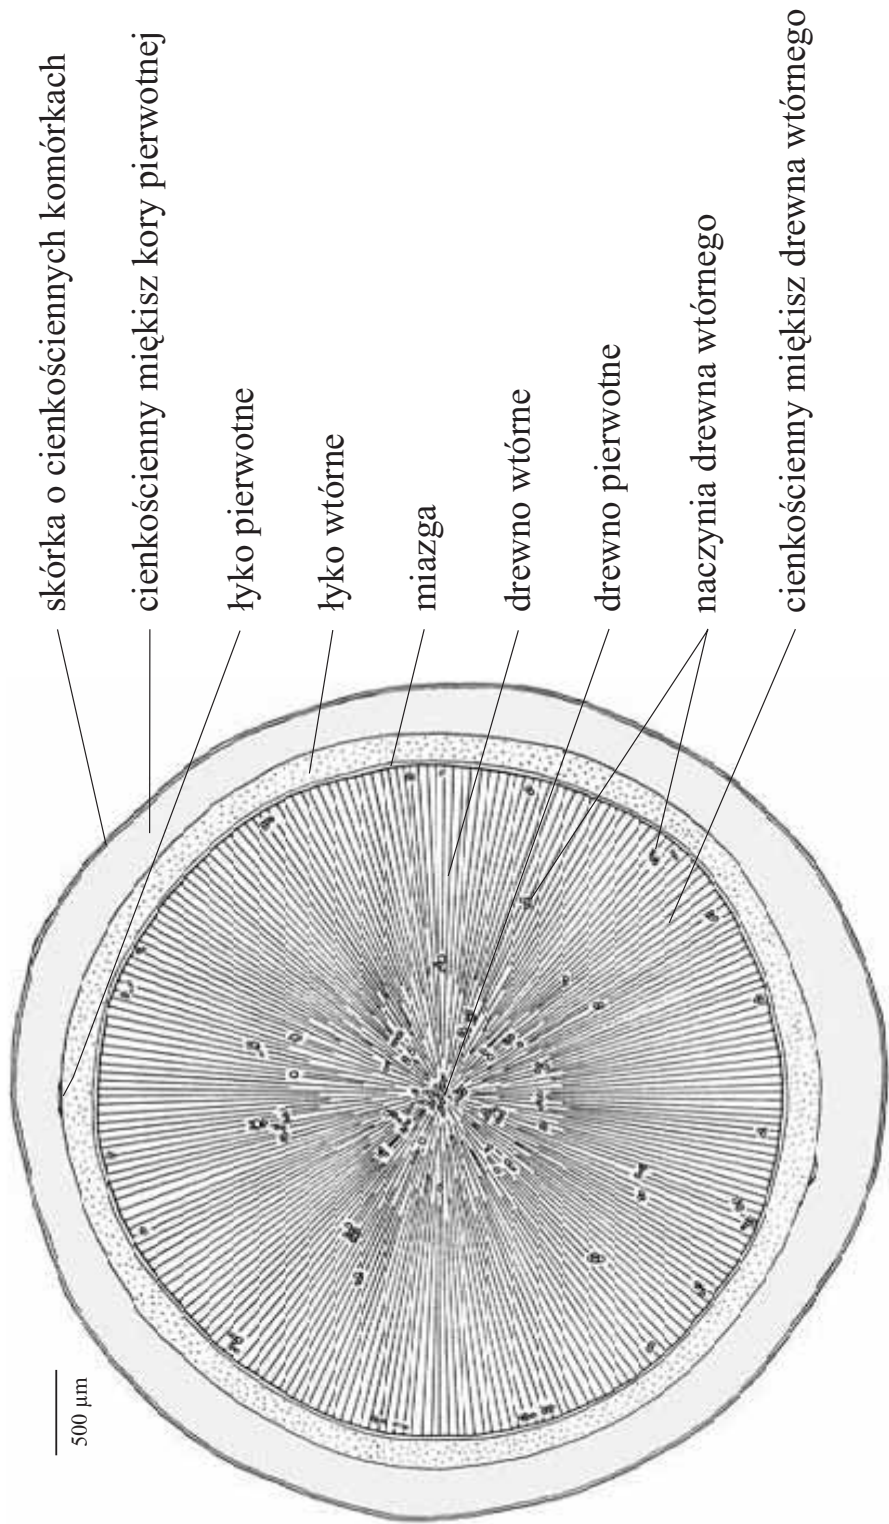 skórka o cienkościennych komórkach
cienkościenny miękisz kory pierwotnej
łyko pierwotne
łyko wtórne
miazga
drewno wtórne
drewno pierwotne
naczynia drewna wtórnego
cienkościenny miękisz drewna wtórnego
500 µm